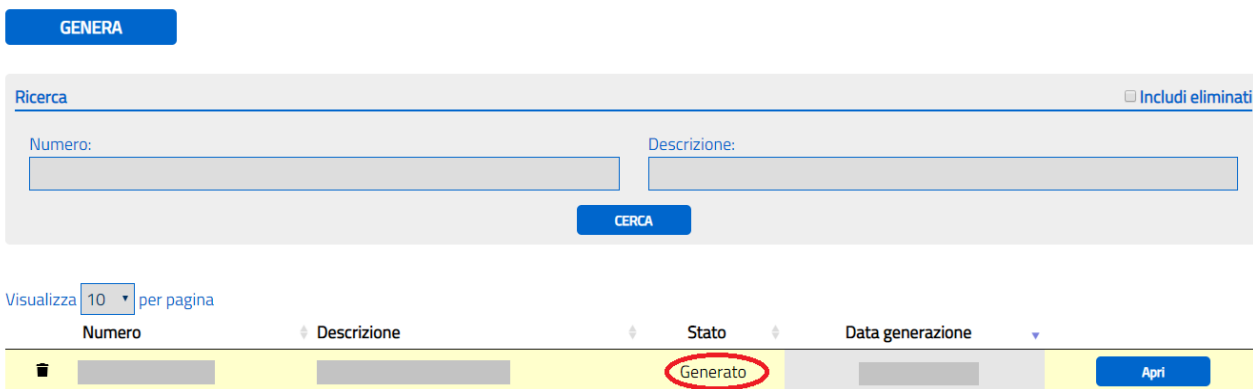 GENERA
Ricerca Includi eliminati
Numero: Descrizione:
CERCA
Visualizza 10 per pagina
Numero Descrizione Stato Data generazione
Generato Apri